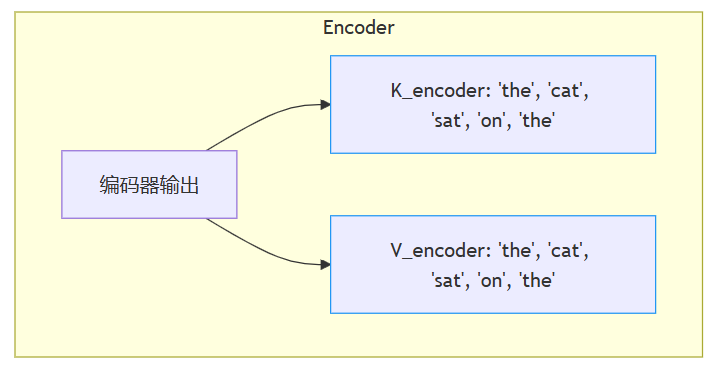 Encoder
K_encoder: 'the', 'cat',
'sat', 'on', 'the'
编码器输出
V_encoder: 'the', 'cat',
'sat', 'on', 'the'